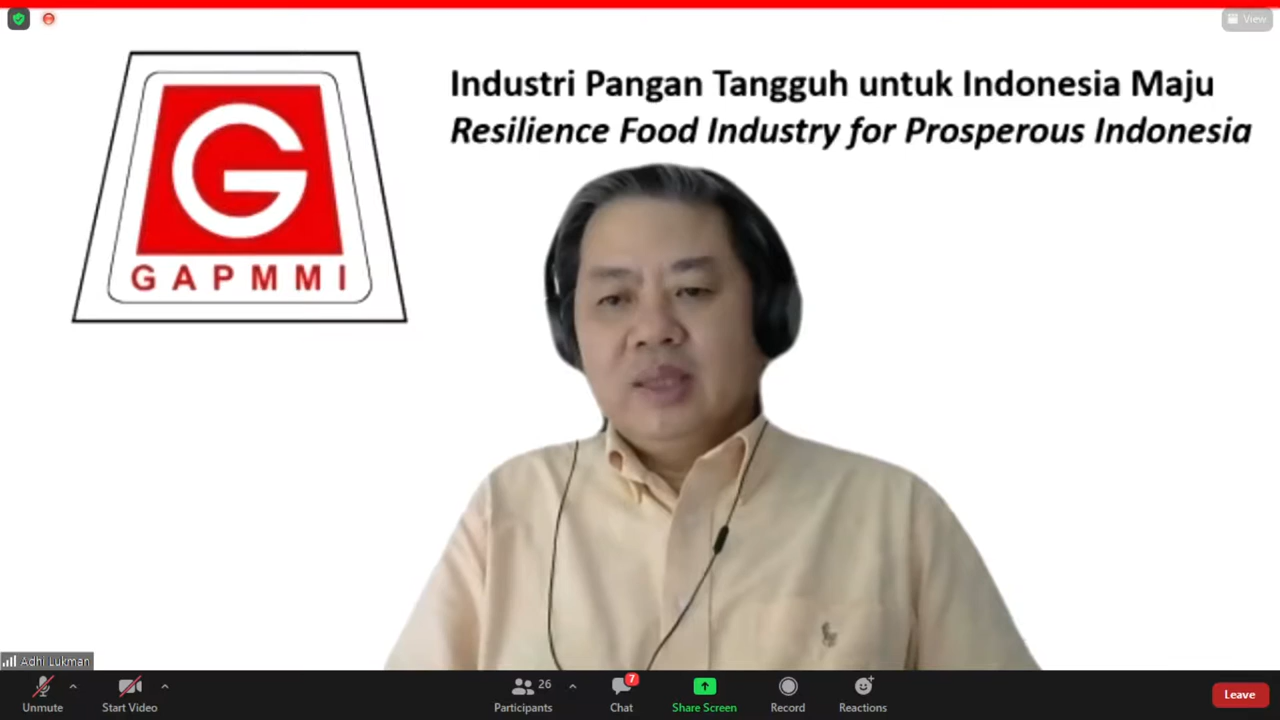 View
Industri Pangan Tangguh untuk Indonesia Maju
Resilience Food Industry for Prosperous Indonesia
G
GAPMMI
Adhi Lukman
Unmute
Start Video
26
Participants
7
Chat
Share Screen
Record
Reactions
Leave